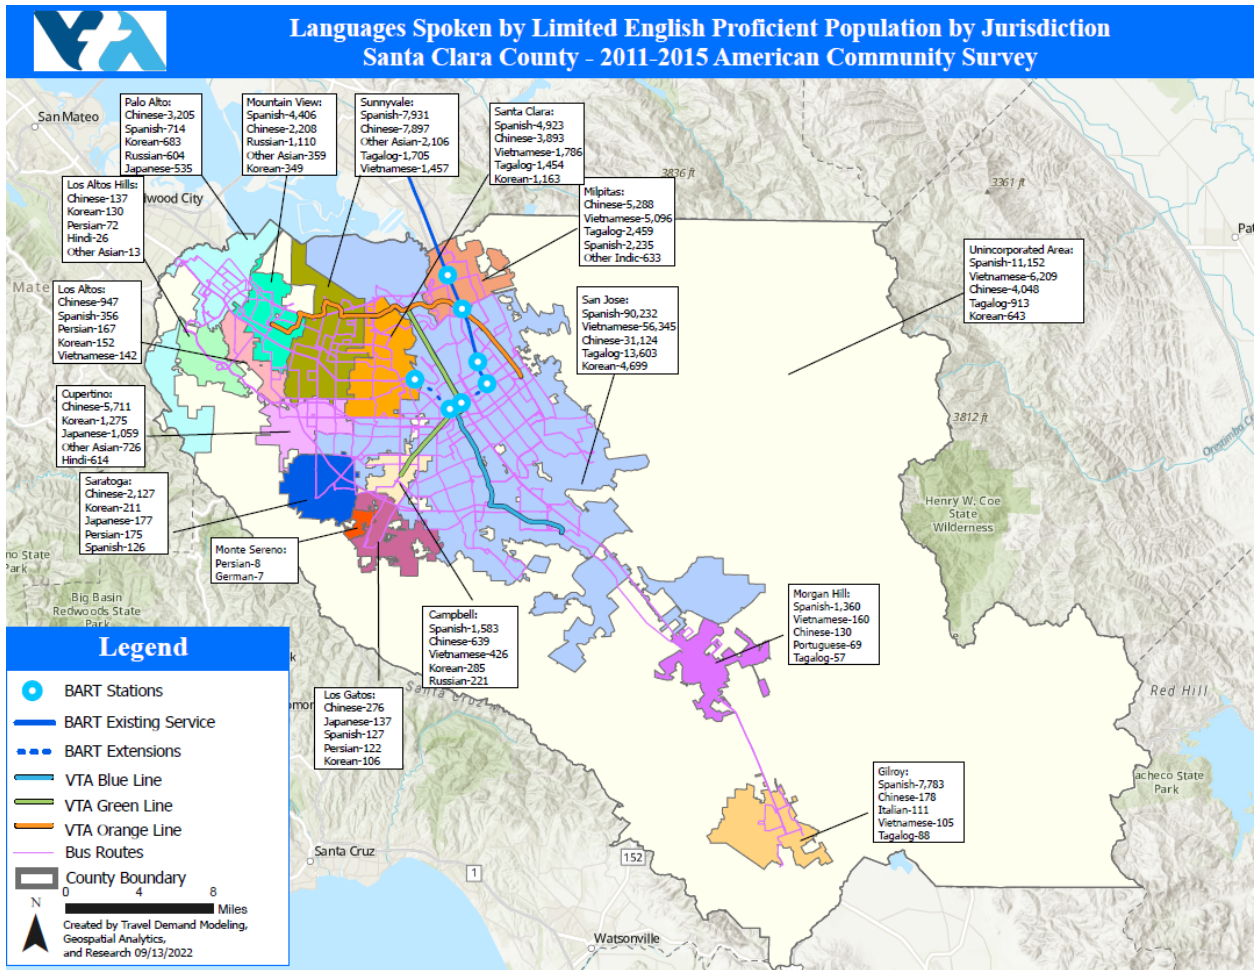 VTA
Languages Spoken by Limited English Proficient Population by Jurisdiction
Santa Clara County - 2011-2015 American Community Survey
San Mateo
Palo Alto:
Chinese-3,205
Spanish-714
Korean-683
Russian-604
Japanese-535
Mountain View:
Spanish-4,406
Chinese-2,208
Russian-1,110
Other Asian-359
Korean-349
Sunnyvale:
Spanish-7,931
Chinese-7,897
Other Asian-2,106
Tagalog-1,705
Vietnamese-1,457
Santa Clara:
Spanish-4,923
Chinese-3,893
Vietnamese-1,786
Tagalog-1,454
Korean-1,163
Los Altos Hills:
Chinese-137
Korean-130
Persian-72
Hindi-26
Other Asian-13
dwood City
3836 ft
3361 ft
Milpitas:
Chinese-5,288
Vietnamese-5,096
Tagalog-2,459
Spanish-2,235
Other Indic-633
Pat
Unincorporated Area:
Spanish-11,152
Vietnamese-6,209
Chinese-4,048
Tagalog-913
Korean-643
Mate
Los Altos:
Chinese-947
Spanish-356
Persian-167
Korean-152
Vietnamese-142
San Jose:
Spanish-90,232
Vietnamese-56,345
Chinese-31,124
Tagalog-13,603
Korean-4,699
Cupertino:
Chinese-5,711
Korean-1,275
Japanese-1,059
Other Asian-726
Hindi-614
3812 ft
Orestimba C
Saratoga:
Chinese-2,127
Korean-211
Japanese-177
Persian-175
Spanish-126
Henry W. Coe
State
Wilderness
Monte Sereno:
Persian-8
German-7
no State
Park
Big Basin
Redwoods State
Park
Campbell:
Spanish-1,583
Chinese-639
Vietnamese-426
Korean-285
Russian-221
Morgan Hill:
Spanish-1,360
Vietnamese-160
Chinese-130
Portuguese-69
Tagalog-57
Los Gatos:
Chinese-276
Japanese-137
Spanish-127
Persian-122
Korean-106
Santa Cruz
Red Hill
Gilroy:
Spanish-7,783
Chinese-178
Italian-111
Vietnamese-105
Tagalog-88
acheco State
Park
Santa Cruz
152
1
Watsonville
Legend
BART Stations
BART Existing Service
BART Extensions
VTA Blue Line
VTA Green Line
VTA Orange Line
Bus Routes
County Boundary
0 4 8
Miles
N
Created by Travel Demand Modeling,
Geospatial Analytics,
and Research 09/13/2022